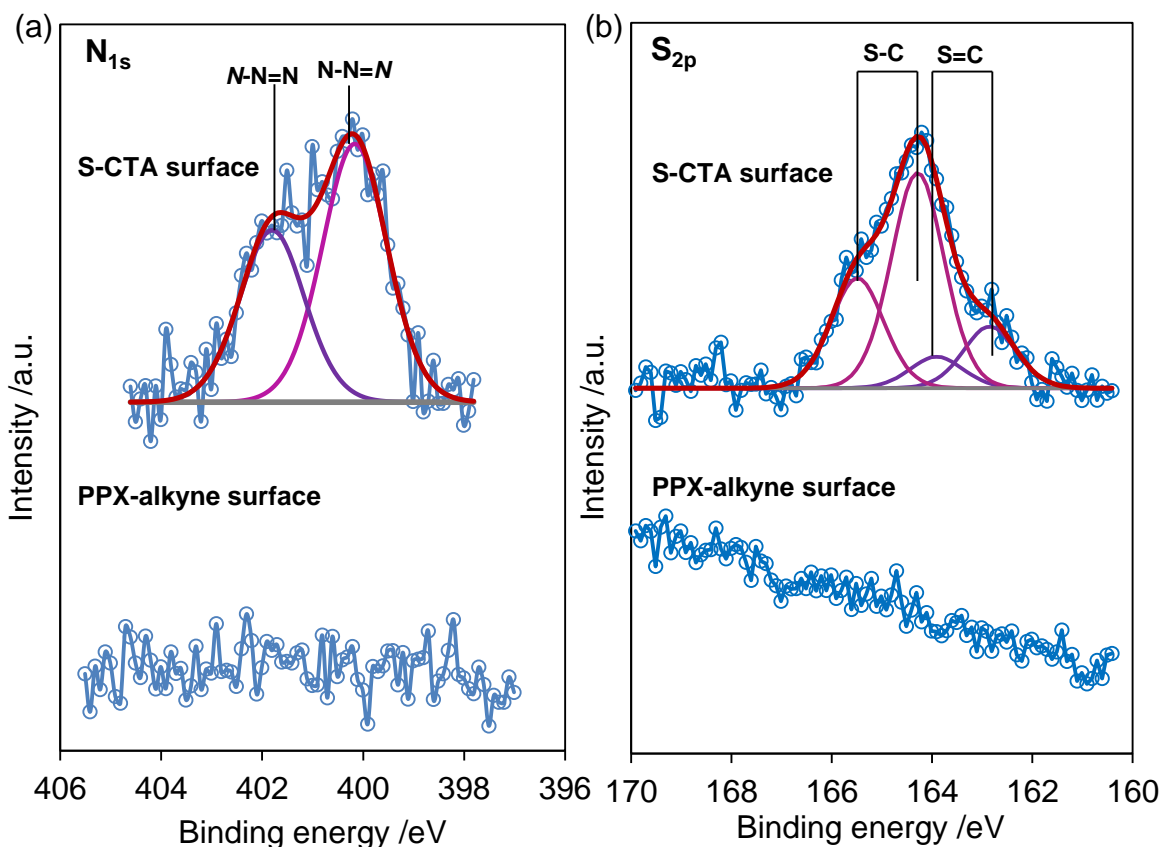 (a)
N1s
N-N=N
N-N=N
S-CTA surface
PPX-alkyne surface
Intensity /a.u.
406
404
402
400
398
396
Binding energy /eV
(b)
S2p
S-C
S=C
S-CTA surface
PPX-alkyne surface
Intensity /a.u.
170
168
166
164
162
160
Binding energy /eV